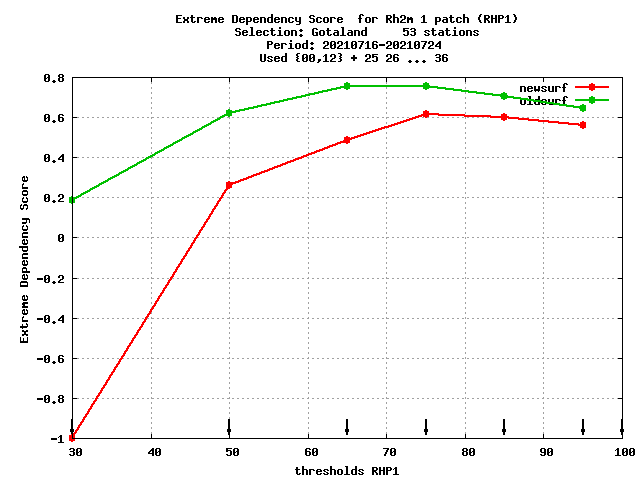 Extreme Dependency Score  for Rh2m 1 patch (RHP1)
Selection: Gotaland     53 stations
Period: 20210716-20210724
Used {00,12} + 25 26 ... 36
newsurf
oldsurf
0.8
0.6
0.4
0.2
0
-0.2
-0.4
-0.6
-0.8
-1
Extreme Dependency Score
30 40 50 60 70 80 90 100
thresholds RHP1